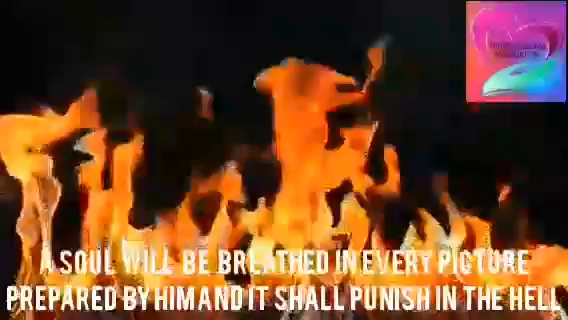 A SOUL WILL BE BREATHED IN EVERY PICTURE
PREPARED BY HIM AND IT SHALL PUNISH IN THE HELL